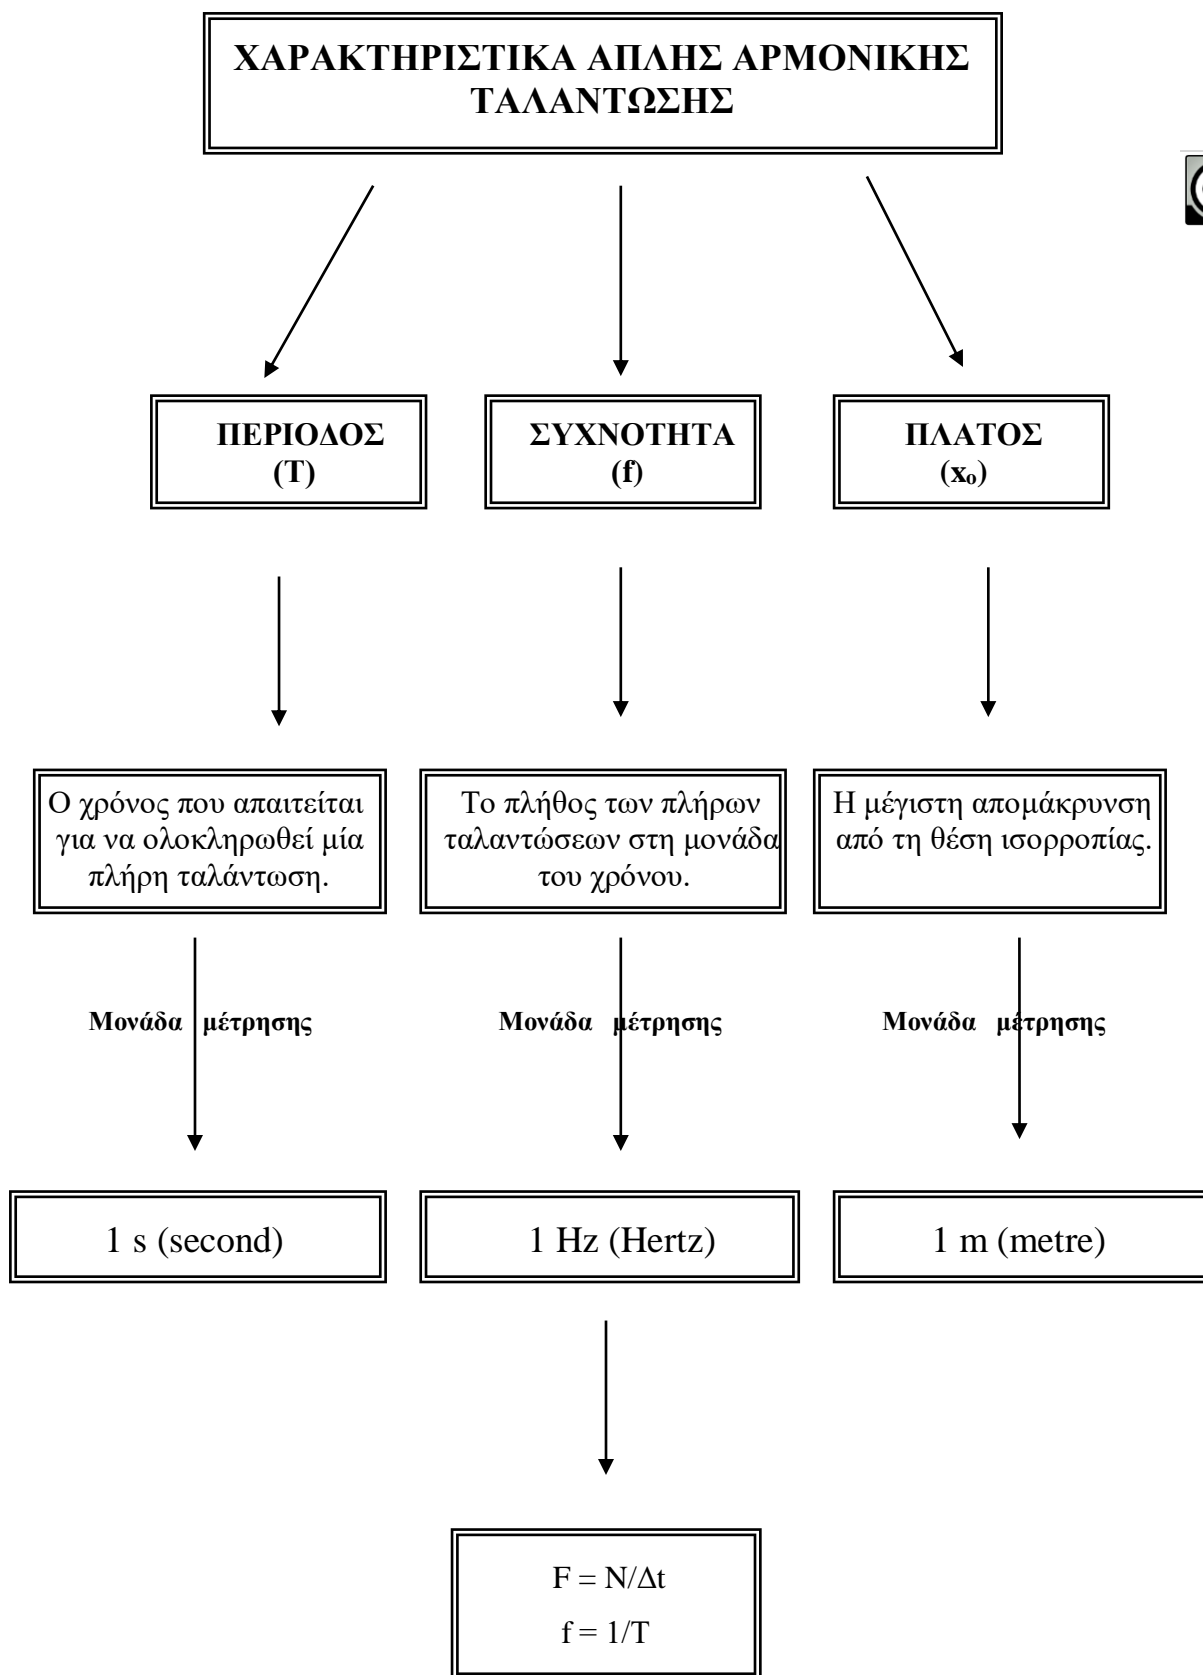 ΧΑΡΑΚΤΗΡΙΣΤΙΚΑ ΑΠΛΗΣ ΑΡΜΟΝΙΚΗΣ
ΤΑΛΑΝΤΩΣΗΣ
ΠΕΡΙΟΔΟΣ
(Τ)
ΣΥΧΝΟΤΗΤΑ
(f)
ΠΛΑΤΟΣ
(xₒ)
Ο χρόνος που απαιτείται
για να ολοκληρωθεί μία
πλήρη ταλάντωση.
Το πλήθος των πλήρων
ταλαντώσεων στη μονάδα
του χρόνου.
Η μέγιστη απομάκρυνση
από τη θέση ισορροπίας.
Μονάδα μέτρησης
Μονάδα μέτρησης
Μονάδα μέτρησης
1 s (second)
1 Hz (Hertz)
1 m (metre)
F = N/Δt
f = 1/T